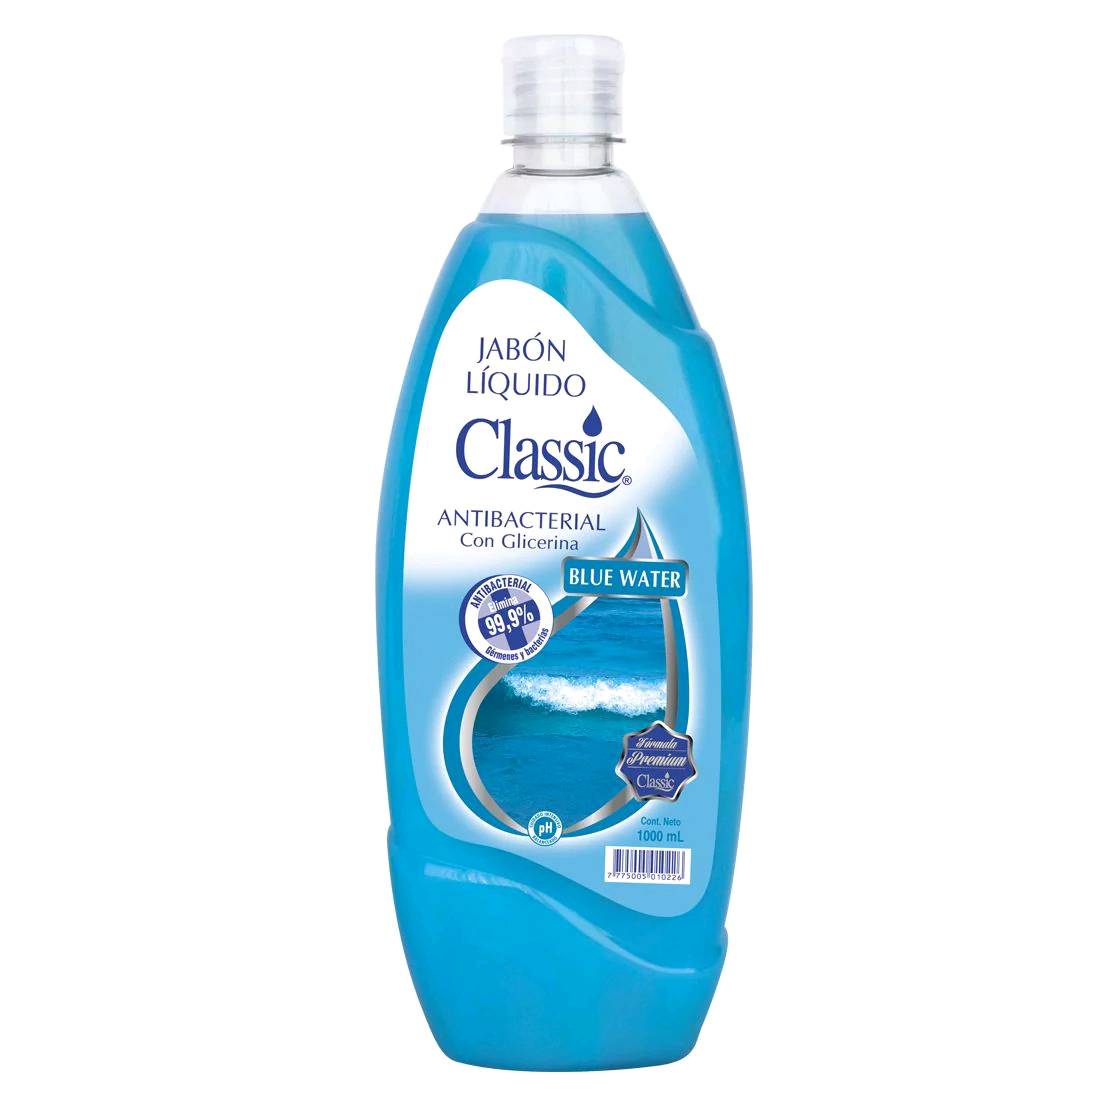 JABÓN
LÍQUIDO
Classic®
ANTIBACTERIAL
Con Glicerina
BLUE WATER
ANTIBACTERIAL
Elimina
99,9%
Gérmenes y bacterias
Fórmula
Premium
Classic
pH
Cont. Neto
1000 mL
7 775005 010226